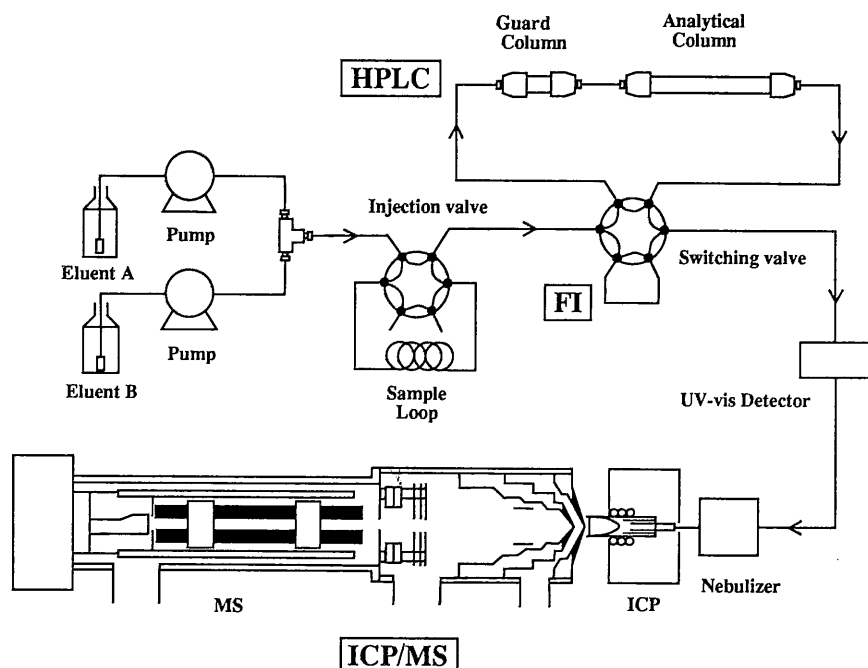 Guard
Column
Analytical
Column
HPLC
Injection valve
Pump
Eluent A
Switching valve
FI
Pump
Eluent B
Sample
Loop
UV-vis Detector
Nebulizer
MS
ICP
ICP/MS